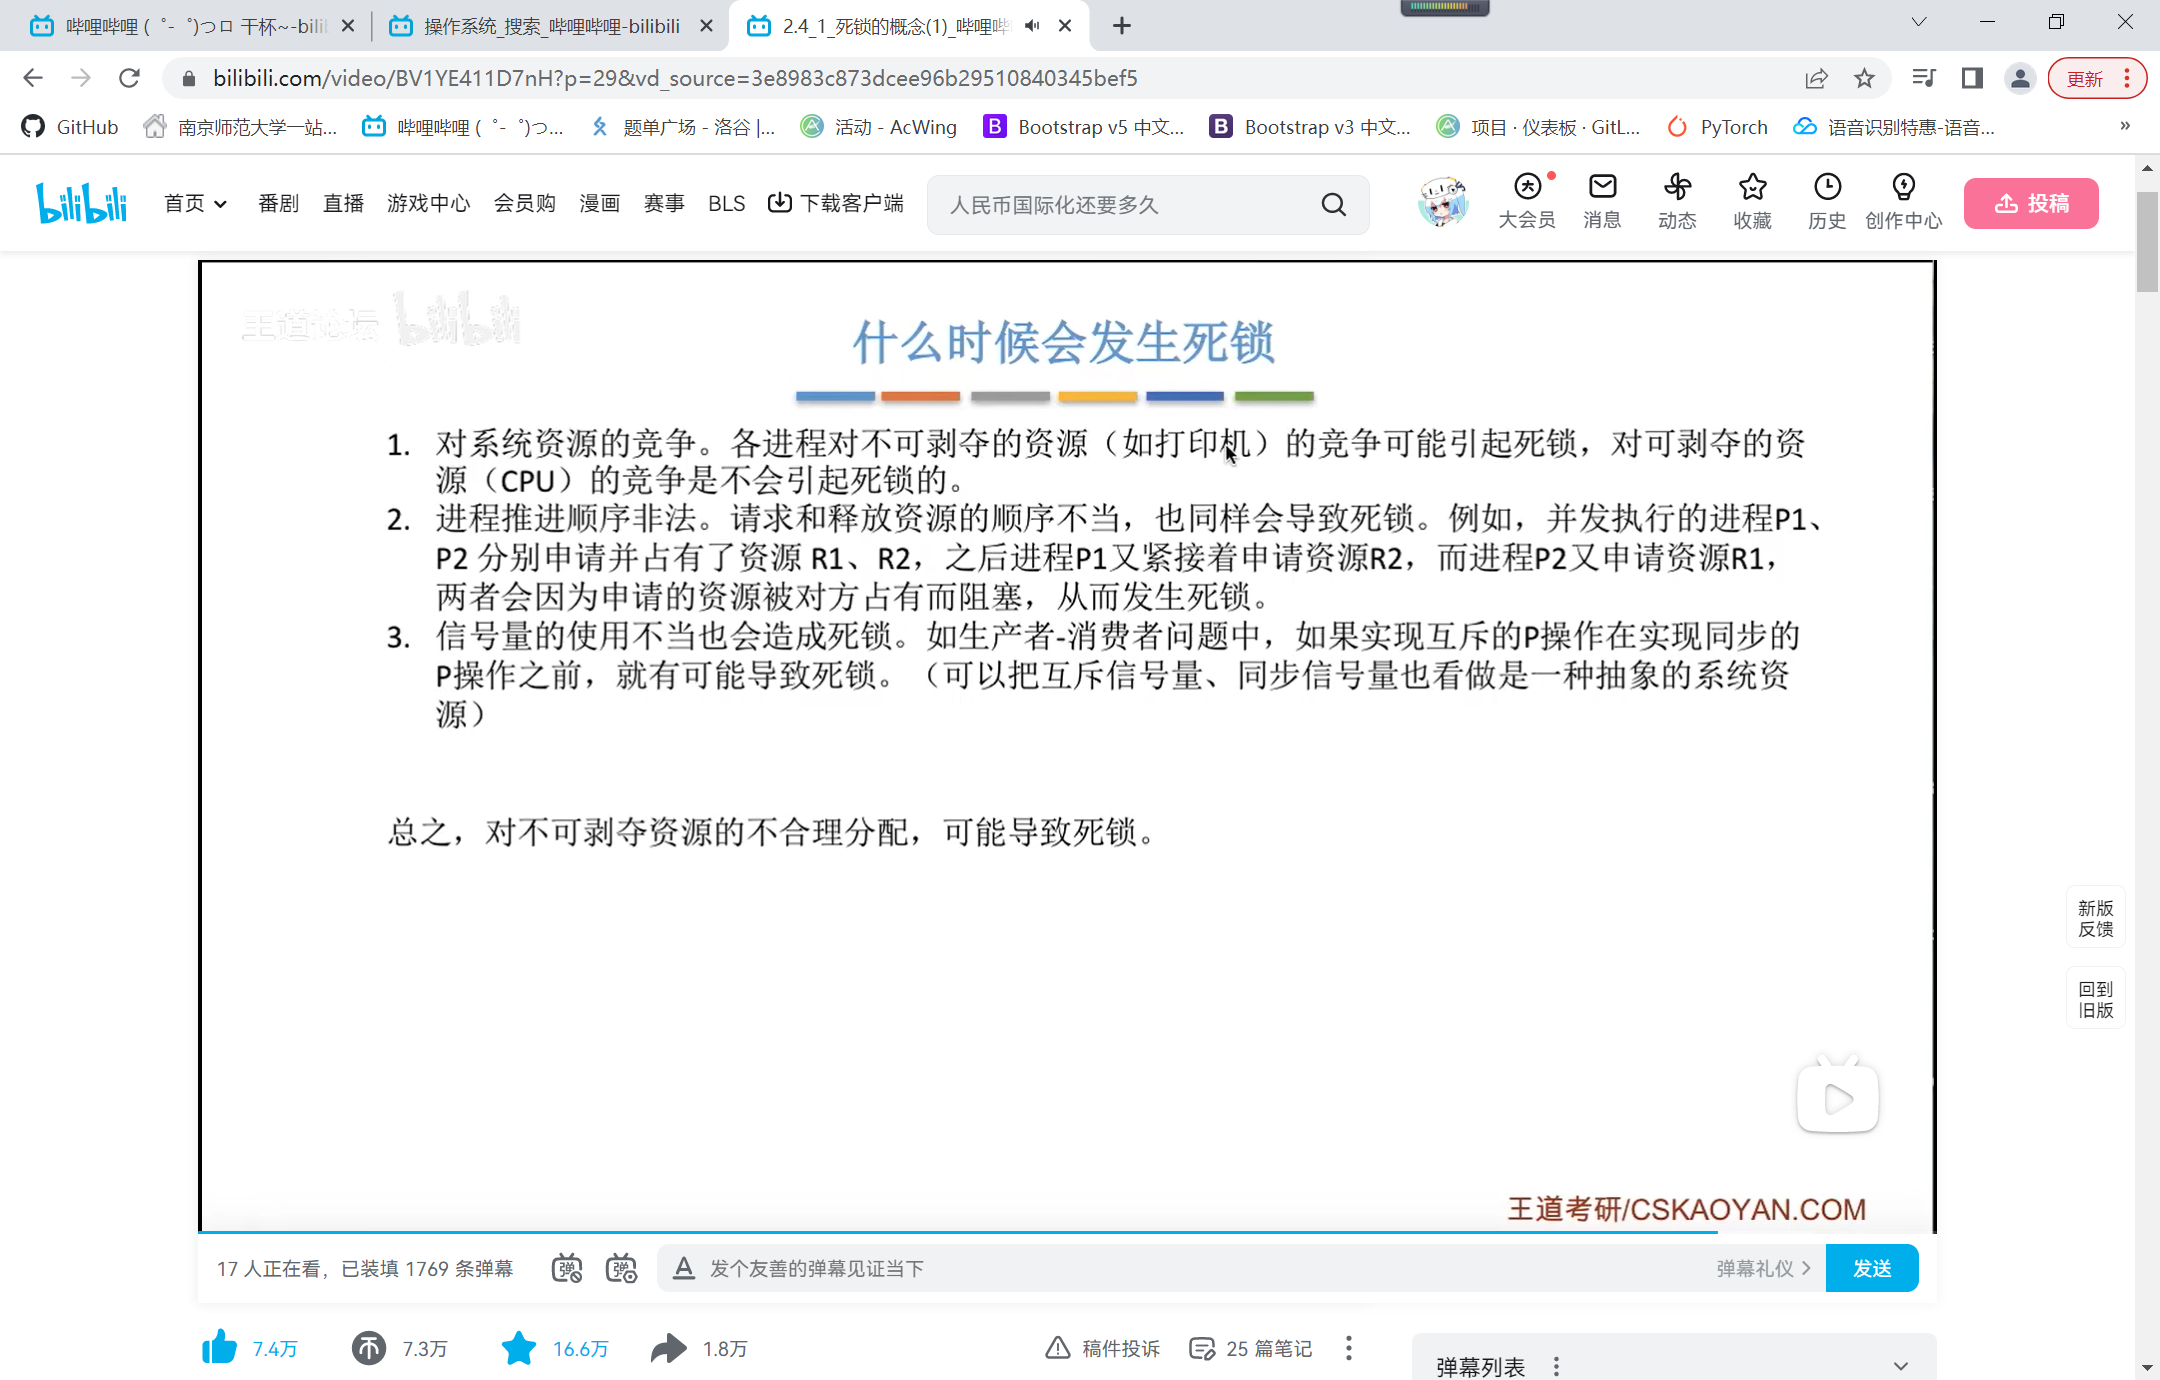 哔哩哔哩 (゜-゜)つロ 干杯~-bili
操作系统_搜索_哔哩哔哩-bilibili
2.4_1_死锁的概念(1)_哔哩哔
bilibili.com/video/BV1YE411D7nH?p=29&vd_source=3e8983c873dcee96b29510840345bef5
更新
GitHub
南京师范大学一站...
哔哩哔哩 (゜-゜)つ...
题单广场 - 洛谷 |...
活动 - AcWing
Bootstrap v5 中文...
Bootstrap v3 中文...
项目 · 仪表板 · GitL...
PyTorch
语音识别特惠-语音...
»
bilibili
首页
番剧
直播
游戏中心
会员购
漫画
赛事
BLS
下载客户端
人民币国际化还要多久
大会员
消息
动态
收藏
历史
创作中心
投稿
王道论坛 bilibili
什么时候会发生死锁
1. 对系统资源的竞争。各进程对不可剥夺的资源（如打印机）的竞争可能引起死锁，对可剥夺的资
源（CPU）的竞争是不会引起死锁的。
2. 进程推进顺序非法。请求和释放资源的顺序不当，也同样会导致死锁。例如，并发执行的进程P1、
P2 分别申请并占有了资源 R1、R2，之后进程P1又紧接着申请资源R2，而进程P2又申请资源R1，
两者会因为申请的资源被对方占有而阻塞，从而发生死锁。
3. 信号量的使用不当也会造成死锁。如生产者-消费者问题中，如果实现互斥的P操作在实现同步的
P操作之前，就有可能导致死锁。（可以把互斥信号量、同步信号量也看做是一种抽象的系统资
源）
总之，对不可剥夺资源的不合理分配，可能导致死锁。
新版
反馈
回到
旧版
王道考研/CSKAOYAN.COM
17 人正在看，已装填 1769 条弹幕
发个友善的弹幕见证当下
弹幕礼仪 >
发送
7.4万
7.3万
16.6万
1.8万
稿件投诉
25 篇笔记
弹幕列表